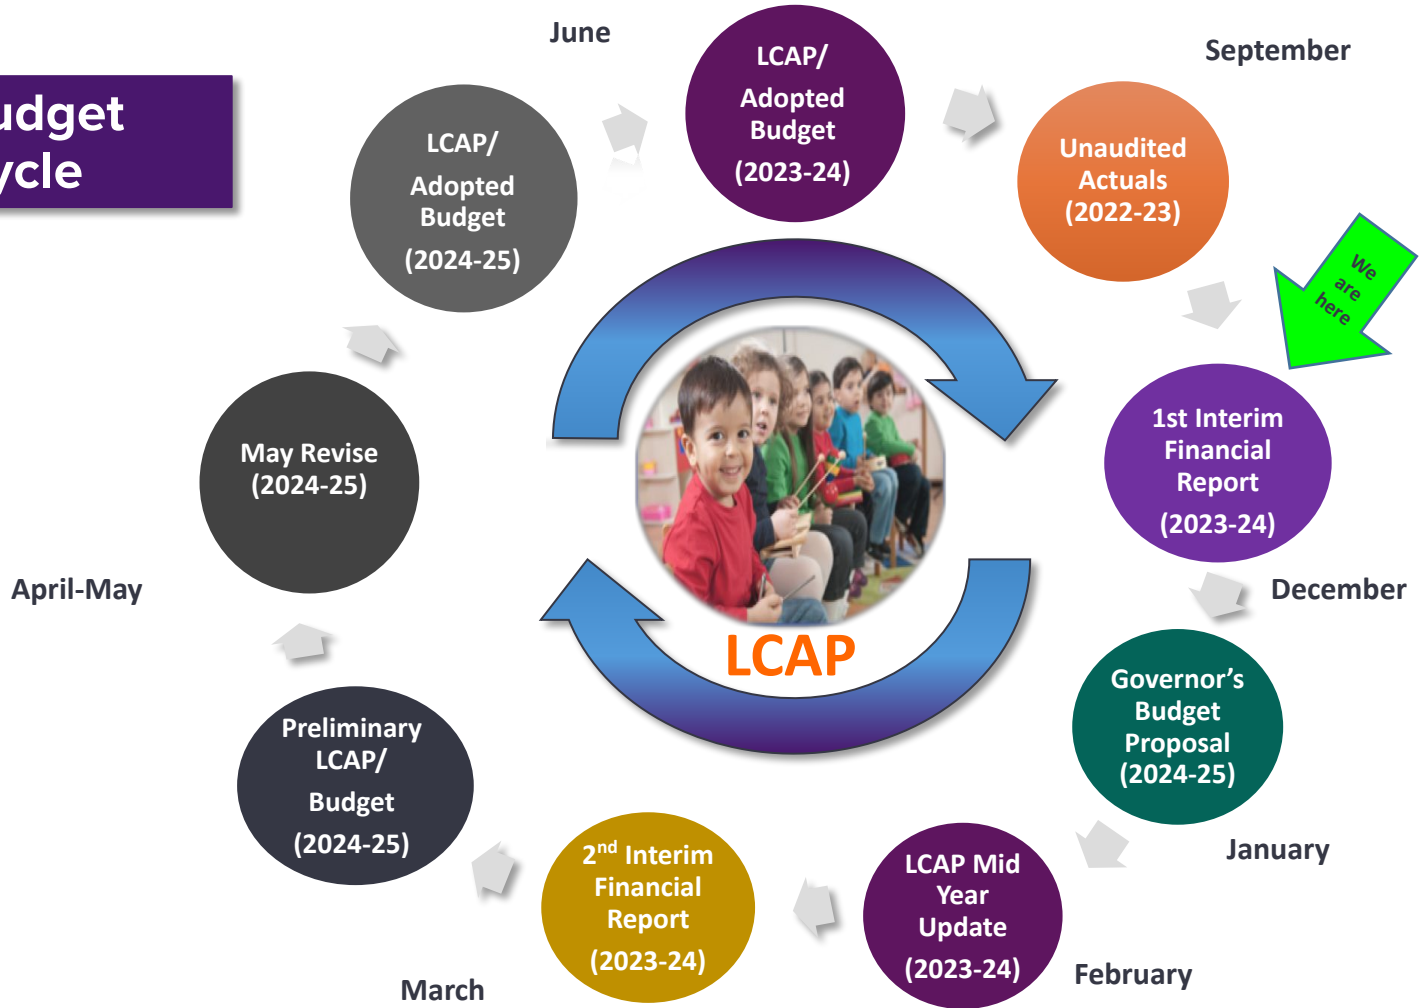 udget
ycle
June
LCAP/
Adopted
Budget
(2023-24)
September
Unaudited
Actuals
(2022-23)
We
are
here
1st Interim
Financial
Report
(2023-24)
December
Governor’s
Budget
Proposal
(2024-25)
January
LCAP Mid
Year
Update
(2023-24)
February
2nd Interim
Financial
Report
(2023-24)
March
Preliminary
LCAP/
Budget
(2024-25)
April-May
May Revise
(2024-25)
LCAP/
Adopted
Budget
(2024-25)
LCAP